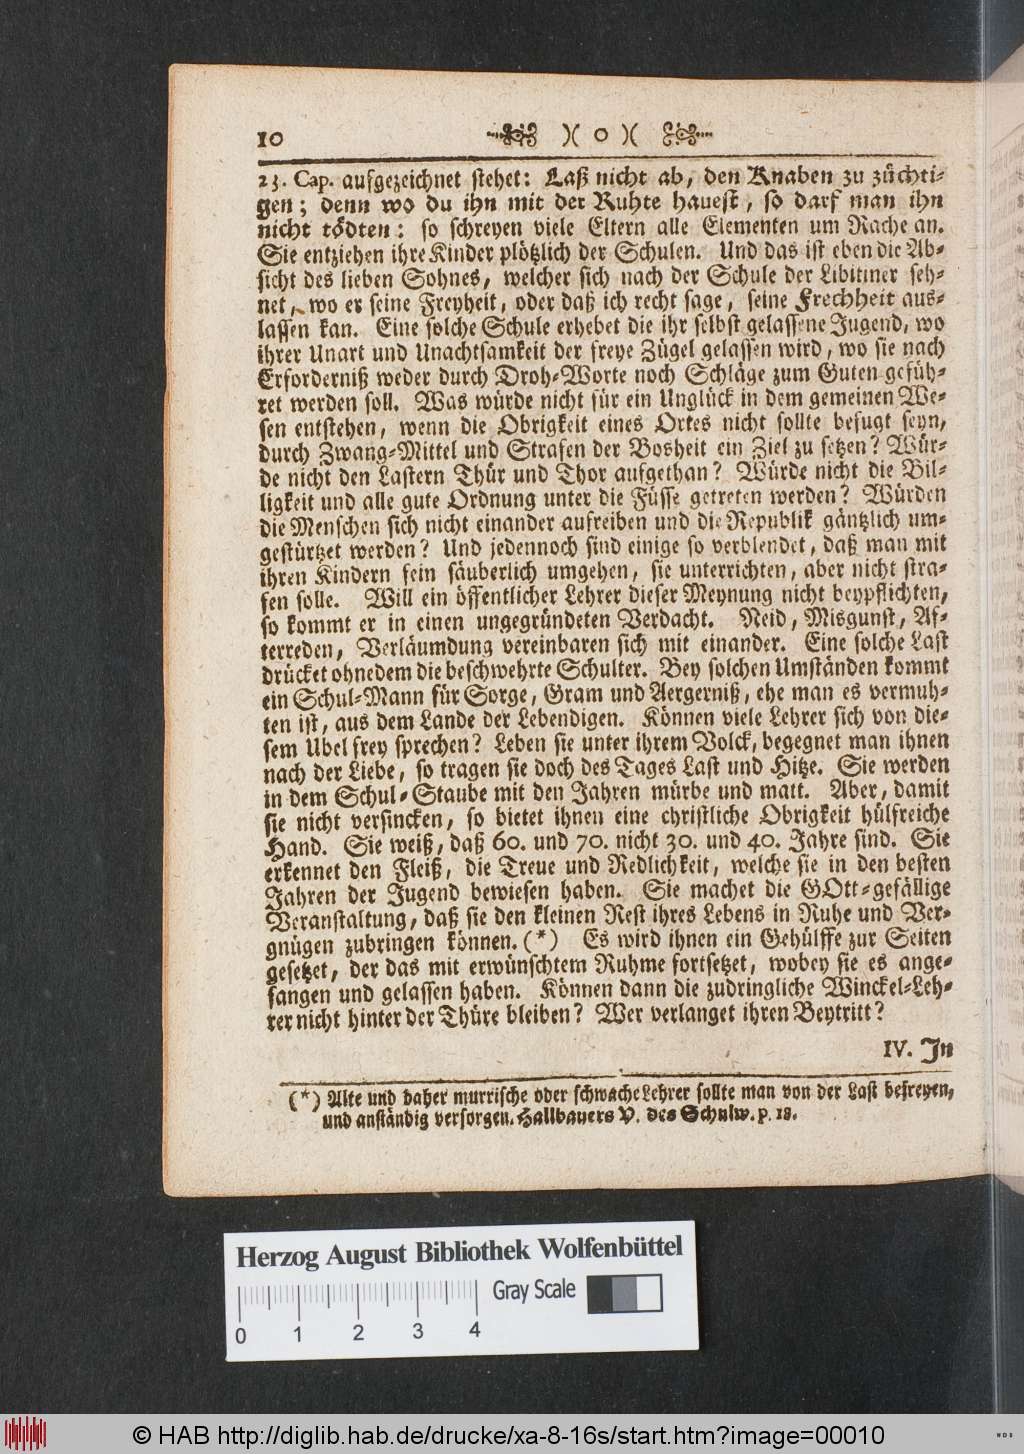 10 )( o )(
23. Cap. aufgezeichnet stehet: Laß nicht ab, den Knaben zu züchti-
gen; denn wo du ihn mit der Ruhte hauest, so darf man ihn
nicht tödten: so schreyen viele Eltern alle Elementen um Rache an.
Sie entziehen ihre Kinder plötzlich der Schulen. Und das ist eben die Ab-
sicht des lieben Sohnes, welcher sich nach der Schule der Libitiner seh-
net, wo er seine Freyheit, oder daß ich recht sage, seine Frechheit aus-
lassen kan. Eine solche Schule erhebet die ihr selbst gelassene Jugend, wo
ihrer Unart und Unachtsamkeit der freye Zügel gelassen wird, wo sie nach
Erforderniß weder durch Droh-Worte noch Schläge zum Guten gefüh-
ret werden soll. Was würde nicht für ein Unglück in dem gemeinen We-
sen entstehen, wenn die Obrigkeit eines Ortes nicht sollte befugt seyn,
durch Zwang-Mittel und Strafen der Bosheit ein Ziel zu setzen? Wür-
de nicht den Lastern Thür und Thor aufgethan? Würde nicht die Bil-
ligkeit und alle gute Ordnung unter die Füsse getreten werden? Würden
die Menschen sich nicht einander aufreiben und die Republik gäntzlich um-
gestürtzet werden? Und jedennoch sind einige so verblendet, daß man mit
ihren Kindern fein säuberlich umgehen, sie unterrichten, aber nicht stra-
fen solle. Will ein öffentlicher Lehrer dieser Meynung nicht beypflichten,
so kommt er in einen ungegründeten Verdacht. Neid, Misgunst, Af-
terreden, Verläumdung vereinbaren sich mit einander. Eine solche Last
drücket ohnedem die beschwehrte Schulter. Bey solchen Umständen kommt
ein Schul-Mann für Sorge, Gram und Aergerniß, ehe man es vermuh-
ten ist, aus dem Lande der Lebendigen. Können viele Lehrer sich von die-
sem Ubel frey sprechen? Leben sie unter ihrem Volck, begegnet man ihnen
nach der Liebe, so tragen sie doch des Tages Last und Hitze. Sie werden
in dem Schul-Staube mit den Jahren mürbe und matt. Aber, damit
sie nicht versincken, so bietet ihnen eine christliche Obrigkeit hülfreiche
Hand. Sie weiß, daß 60. und 70. nicht 30. und 40. Jahre sind. Sie
erkennet den Fleiß, die Treue und Redlichkeit, welche sie in den besten
Jahren der Jugend bewiesen haben. Sie machet die GOtt-gefällige
Veranstaltung, daß sie den kleinen Rest ihres Lebens in Ruhe und Ver-
gnügen zubringen können. (*) Es wird ihnen ein Gehülffe zur Seiten
gesetzet, der das mit erwünschtem Ruhme fortsetzet, wobey sie es ange-
fangen und gelassen haben. Können dann die zudringliche Winckel-Leh-
rer nicht hinter der Thüre bleiben? Wer verlanget ihren Beytritt?
IV. In
(*) Alte und daher murrische oder schwache Lehrer sollte man von der Last befreyen,
und anständig versorgen. Hallbauers V. des Schulw. p. 18.
Herzog August Bibliothek Wolfenbüttel
Gray Scale
0 1 2 3 4
© HAB http://diglib.hab.de/drucke/xa-8-16s/start.htm?image=00010